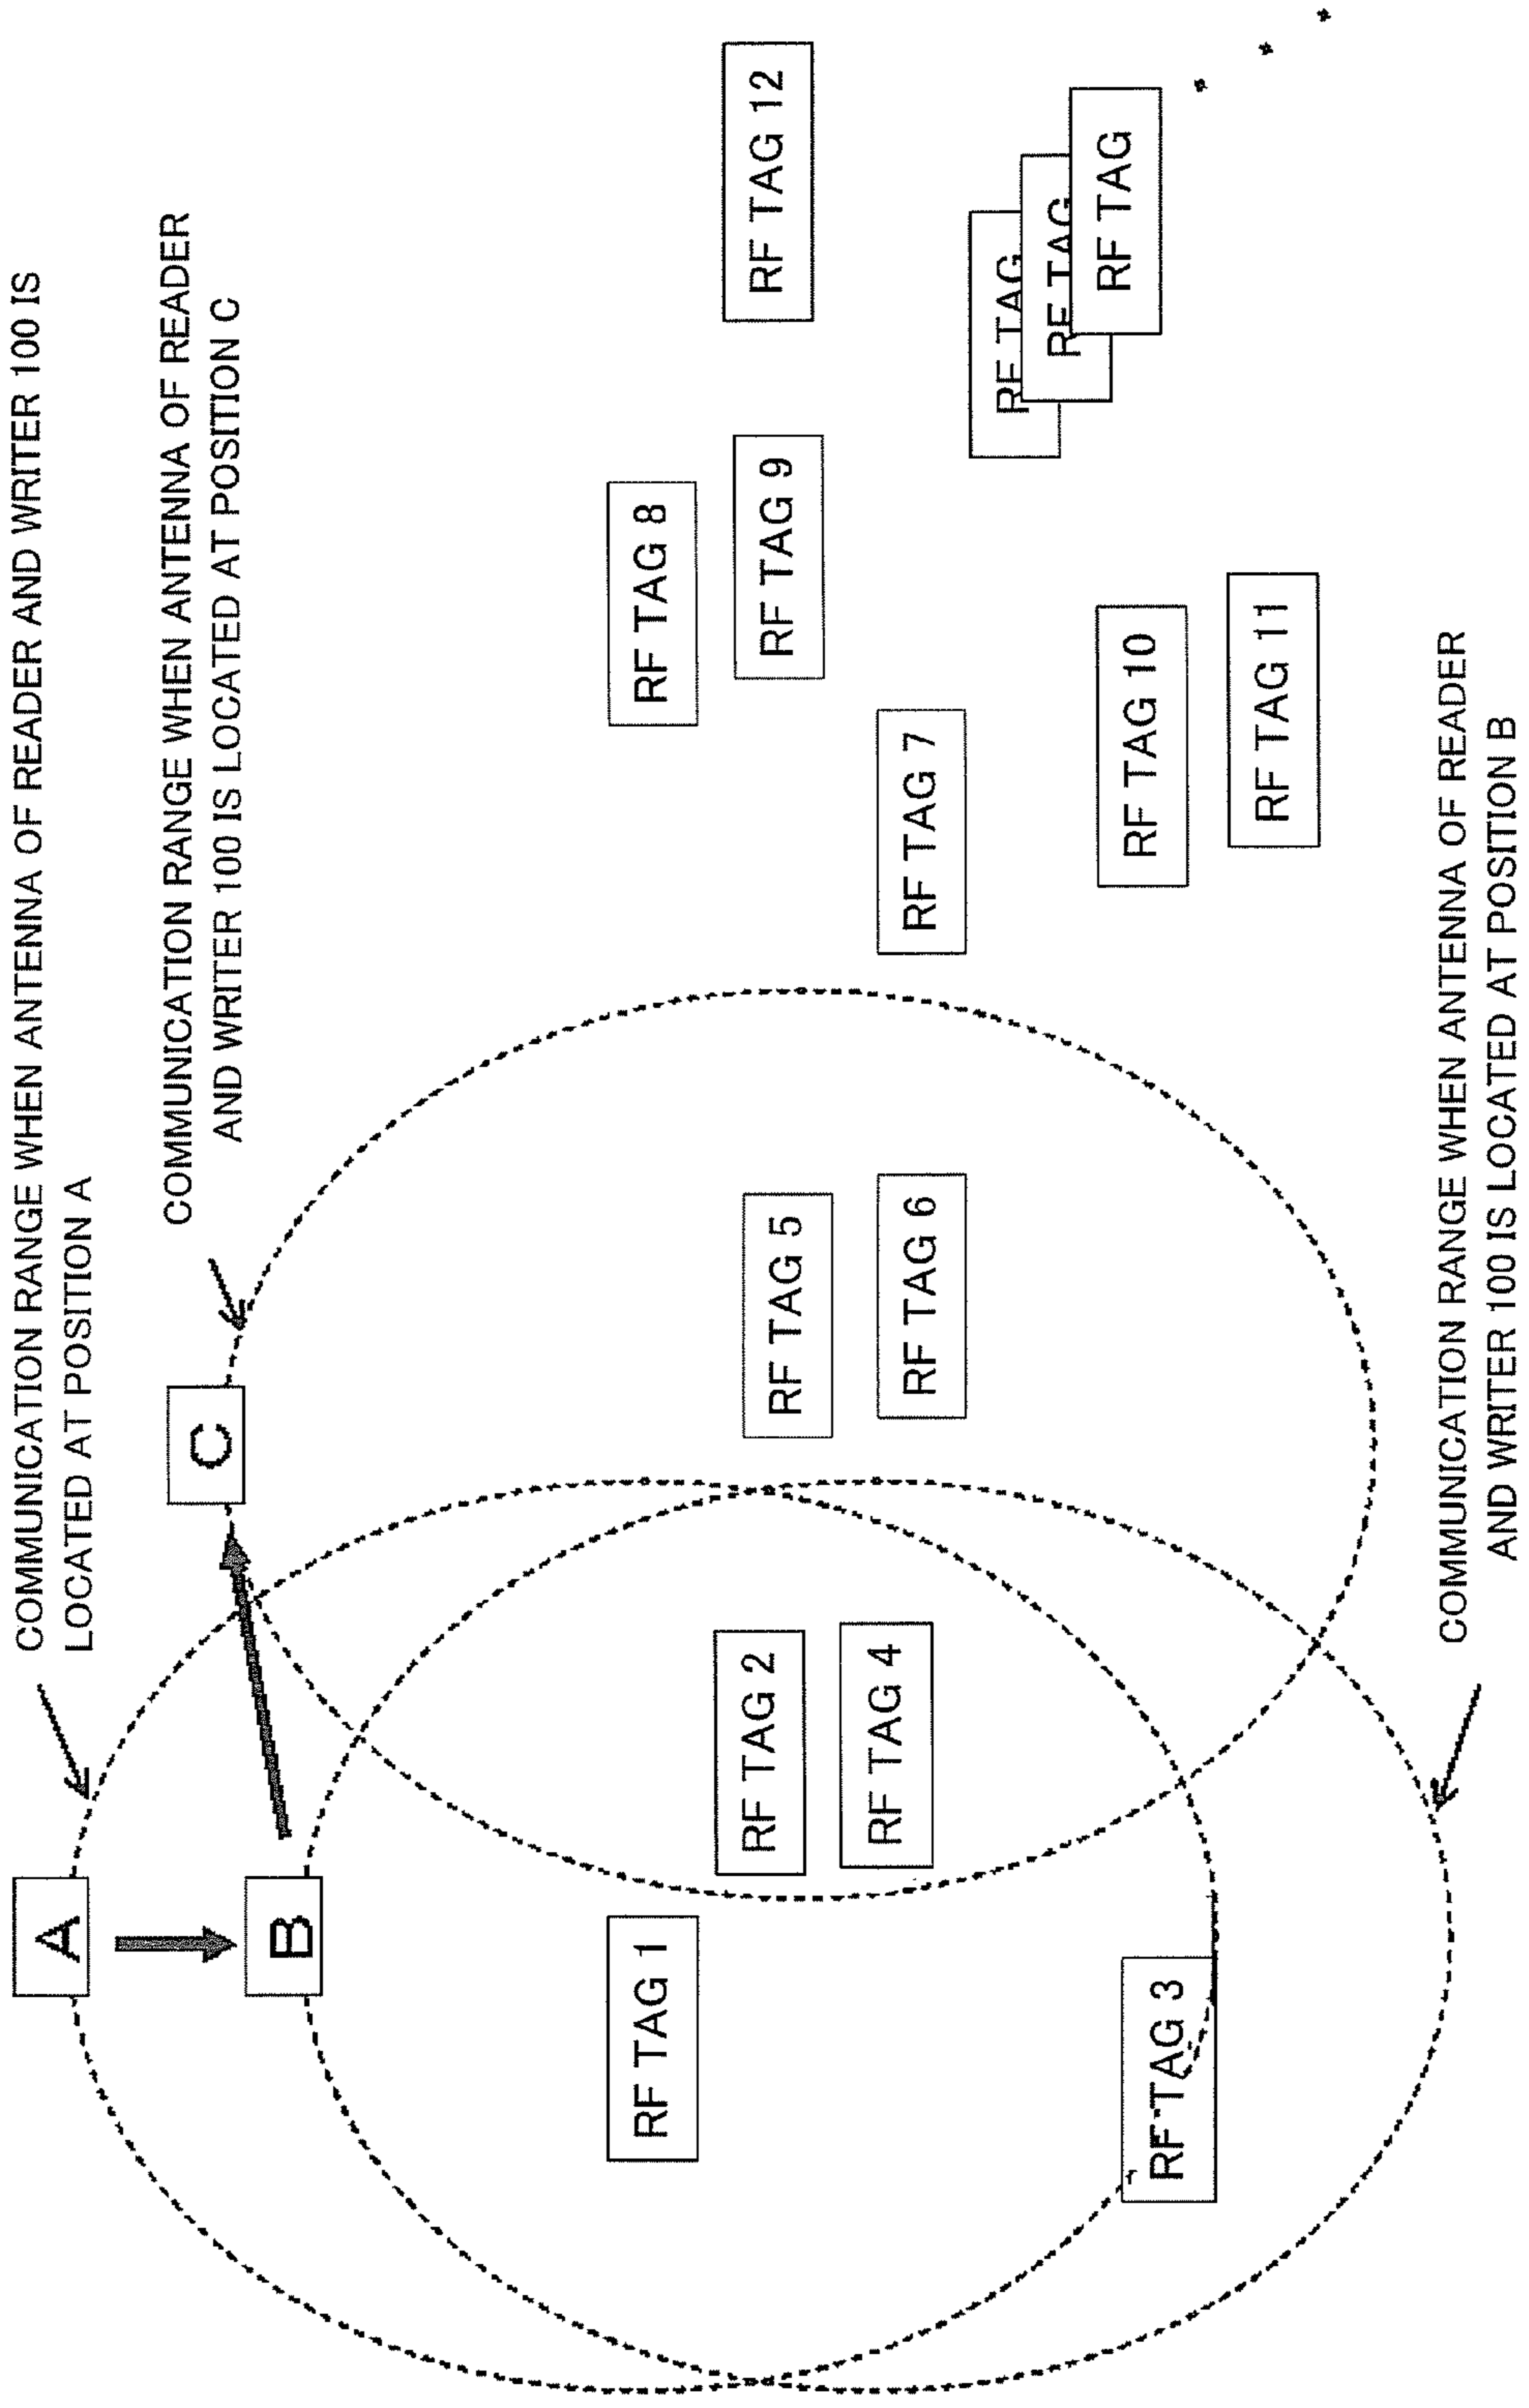 COMMUNICATION RANGE WHEN ANTENNA OF READER AND WRITER 100 IS
LOCATED AT POSITION A
COMMUNICATION RANGE WHEN ANTENNA OF READER
AND WRITER 100 IS LOCATED AT POSITION C
A
B
C
RF TAG 1
RF TAG 2
RF TAG 3
RF TAG 4
RF TAG 5
RF TAG 6
RF TAG 7
RF TAG 8
RF TAG 9
RF TAG 10
RF TAG 11
RF TAG 12
RF TAG
RF TAG
RF TAG
COMMUNICATION RANGE WHEN ANTENNA OF READER
AND WRITER 100 IS LOCATED AT POSITION B